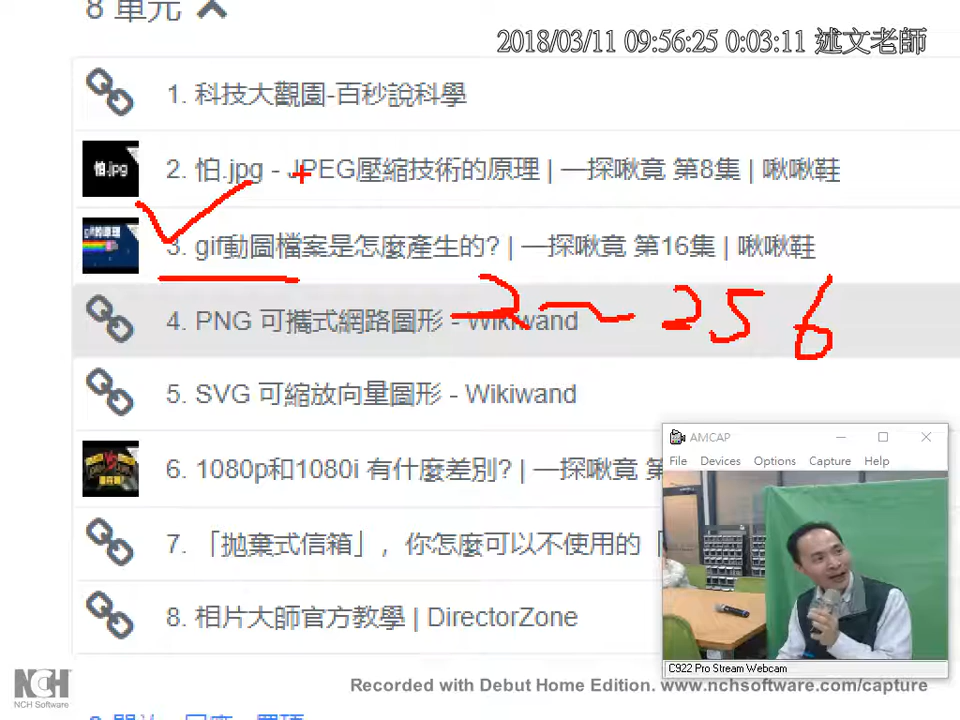 8 單元
2018/03/11 09:56:25 0:03:11 述文老師
1. 科技大觀園-百秒說科學
怕.jpg
2. 怕.jpg - JPEG壓縮技術的原理 | 一探啾竟 第8集 | 啾啾鞋
gif的原理
3. gif動圖檔案是怎麼產生的? | 一探啾竟 第16集 | 啾啾鞋
2~256
4. PNG 可攜式網路圖形 - Wikiwand
5. SVG 可縮放向量圖形 - Wikiwand
AMCAP
File Devices Options Capture Help
6. 1080p和1080i 有什麼差別? | 一探啾竟 第
7. 「拋棄式信箱」，你怎麼可以不使用的「
8. 相片大師官方教學 | DirectorZone
C922 Pro Stream Webcam
NCH
NCH Software
Recorded with Debut Home Edition. www.nchsoftware.com/capture